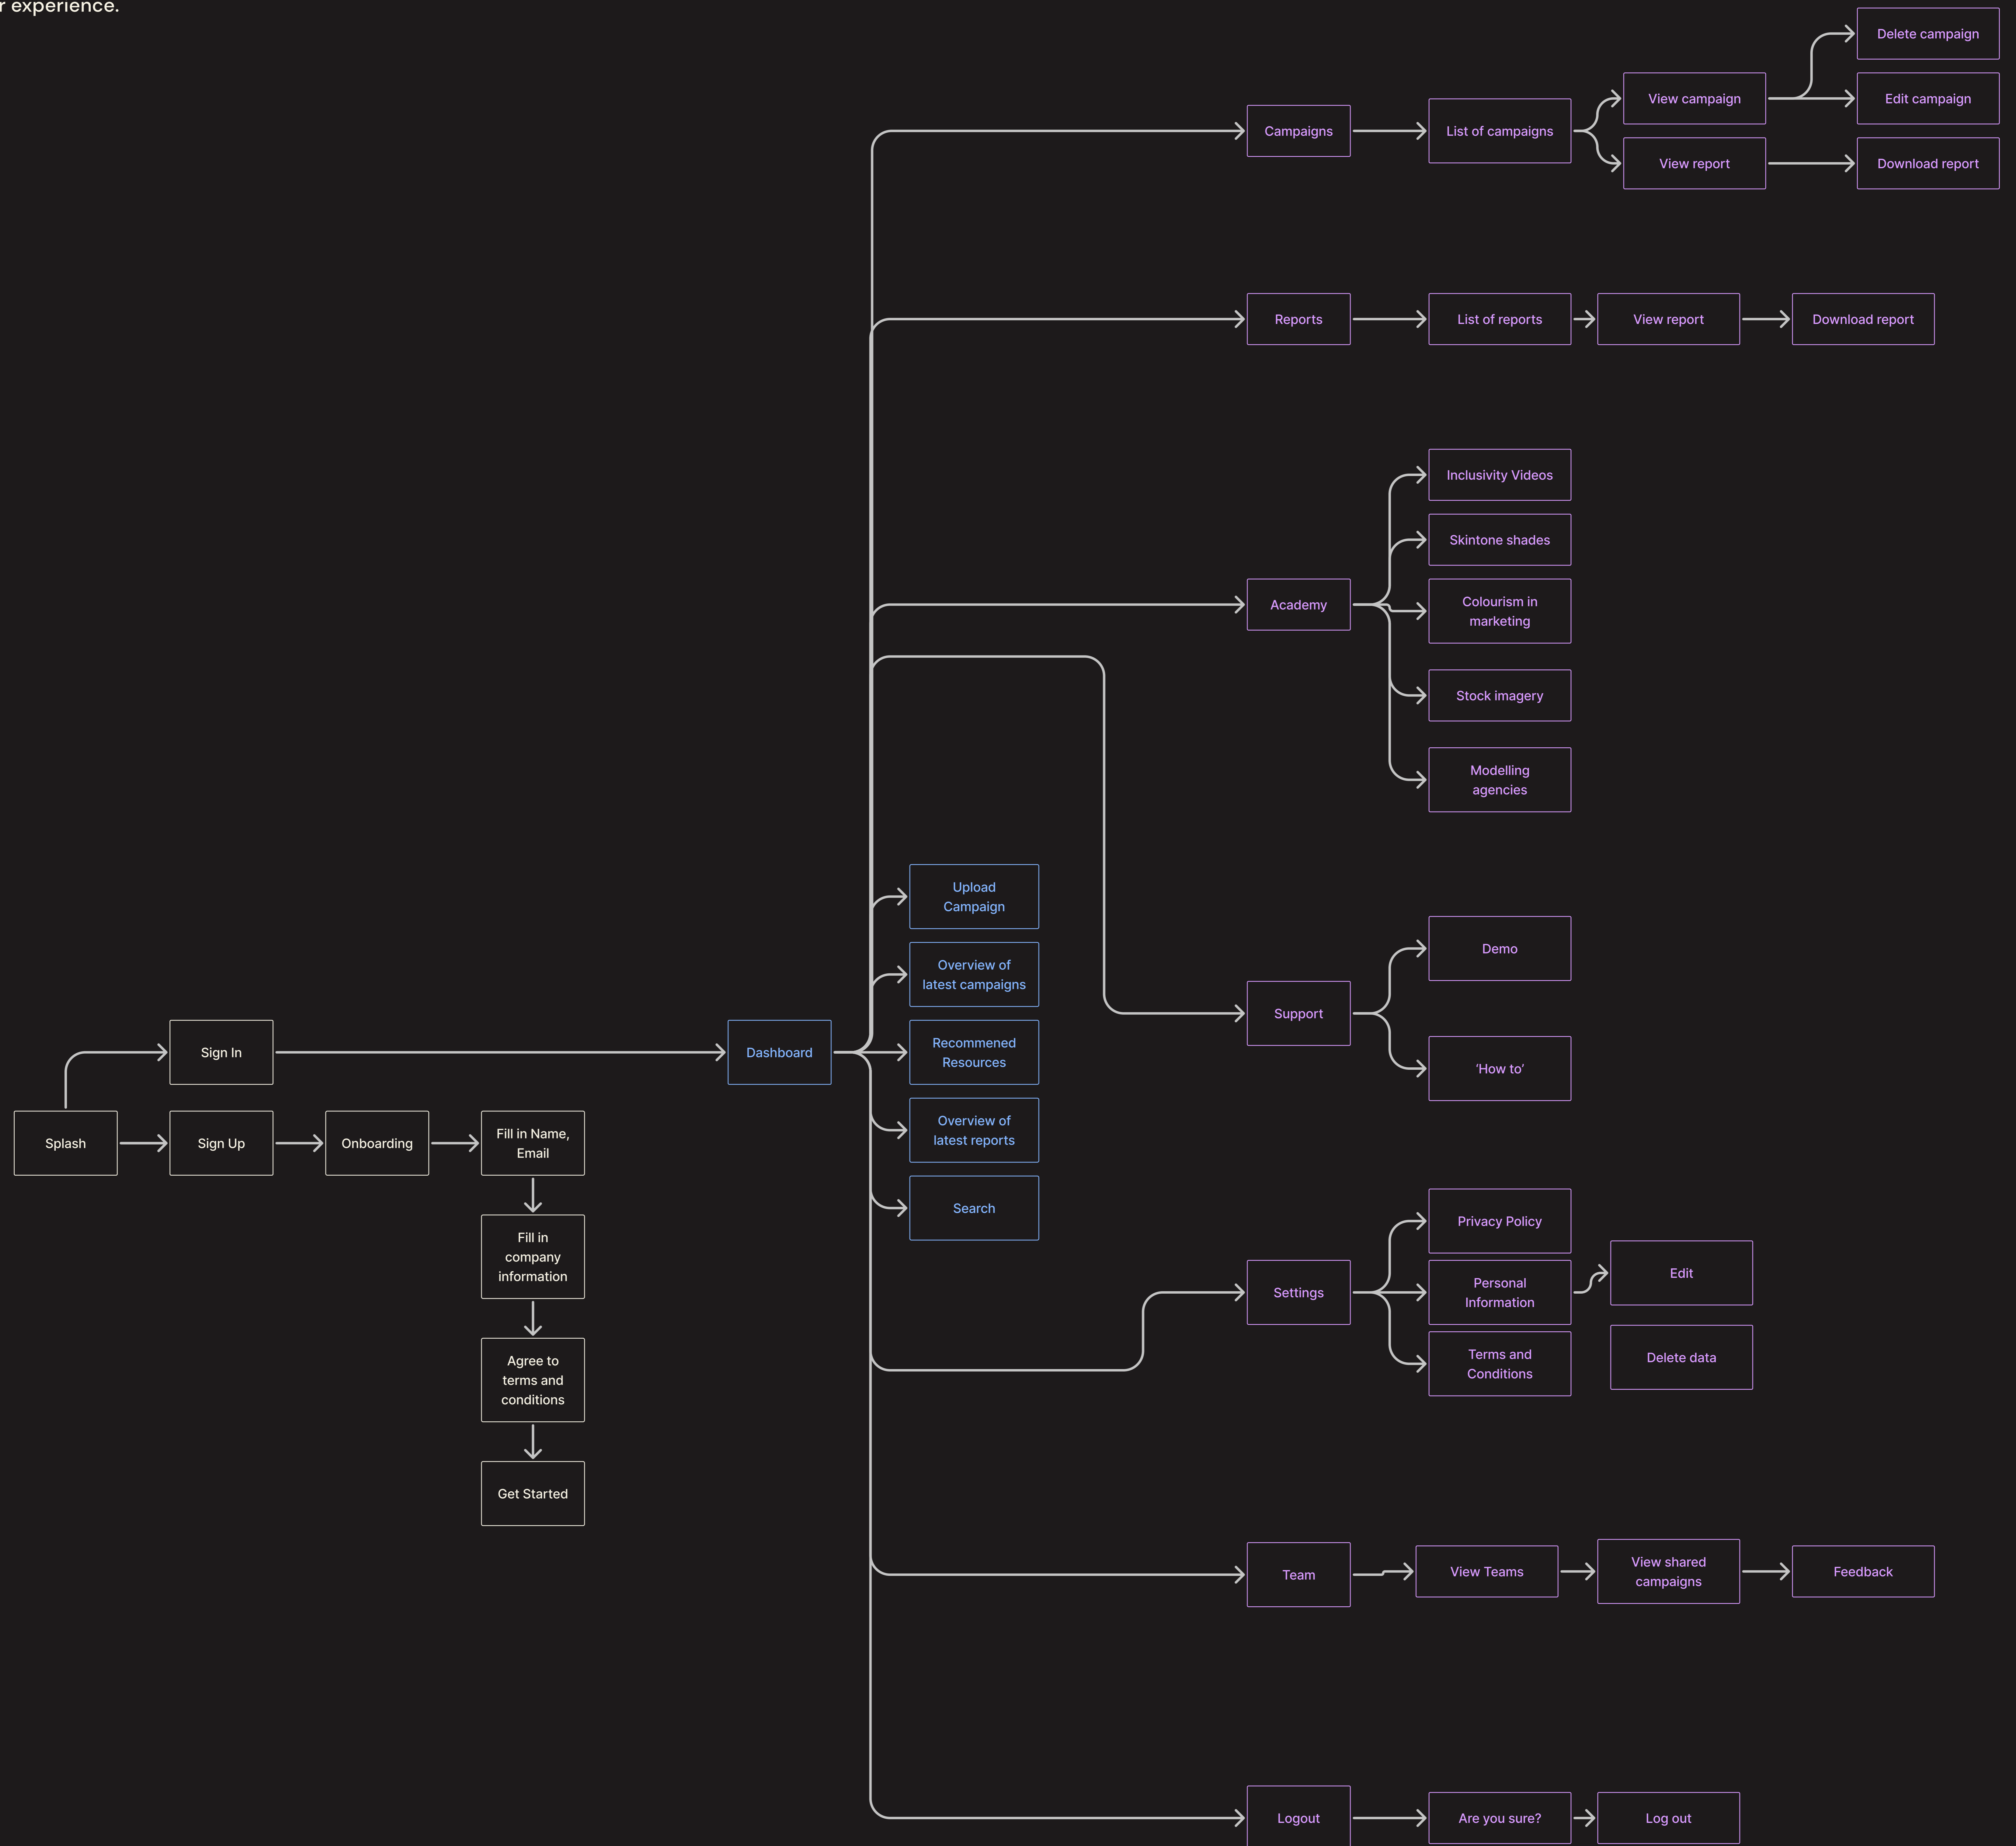 r experience.
Delete campaign
View campaign
Edit campaign
Campaigns
List of campaigns
View report
Download report
Reports
List of reports
View report
Download report
Inclusivity Videos
Skintone shades
Academy
Colourism in
marketing
Stock imagery
Modelling
agencies
Upload
Campaign
Overview of
latest campaigns
Recommened
Resources
Overview of
latest reports
Search
Demo
Support
‘How to’
Sign In
Dashboard
Splash
Sign Up
Onboarding
Fill in Name,
Email
Fill in
company
information
Agree to
terms and
conditions
Get Started
Privacy Policy
Settings
Personal
Information
Edit
Terms and
Conditions
Delete data
Team
View Teams
View shared
campaigns
Feedback
Logout
Are you sure?
Log out